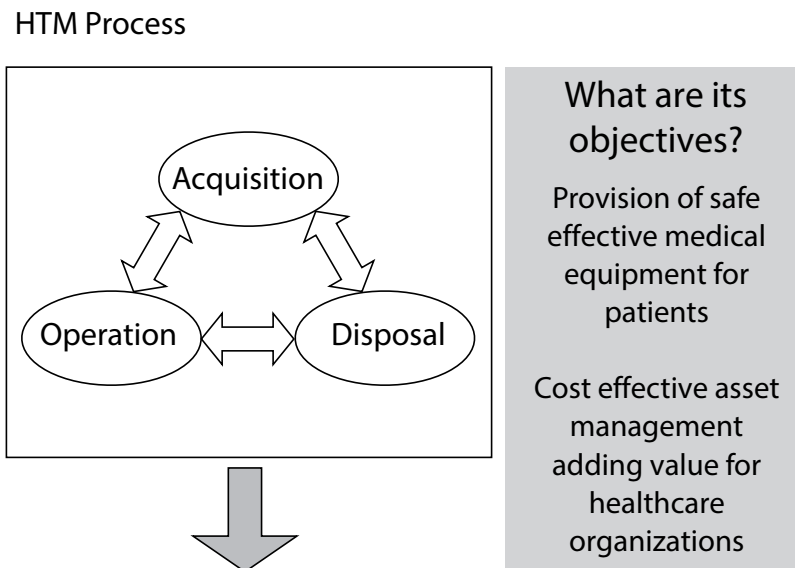 HTM Process
Acquisition
Operation
Disposal
What are its
objectives?
Provision of safe
effective medical
equipment for
patients
Cost effective asset
management
adding value for
healthcare
organizations